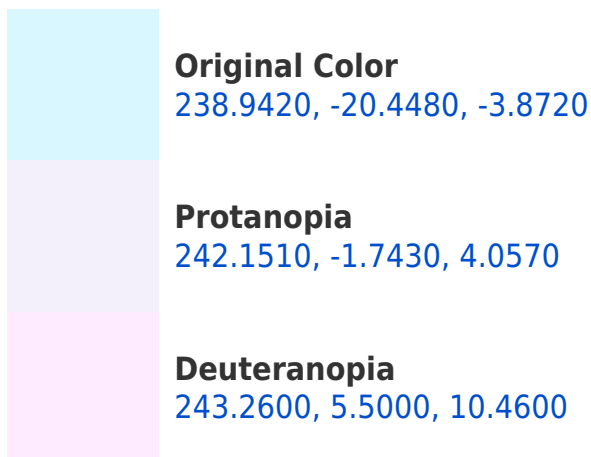 Original Color
238.9420, -20.4480, -3.8720
Protanopia
242.1510, -1.7430, 4.0570
Deuteranopia
243.2600, 5.5000, 10.4600